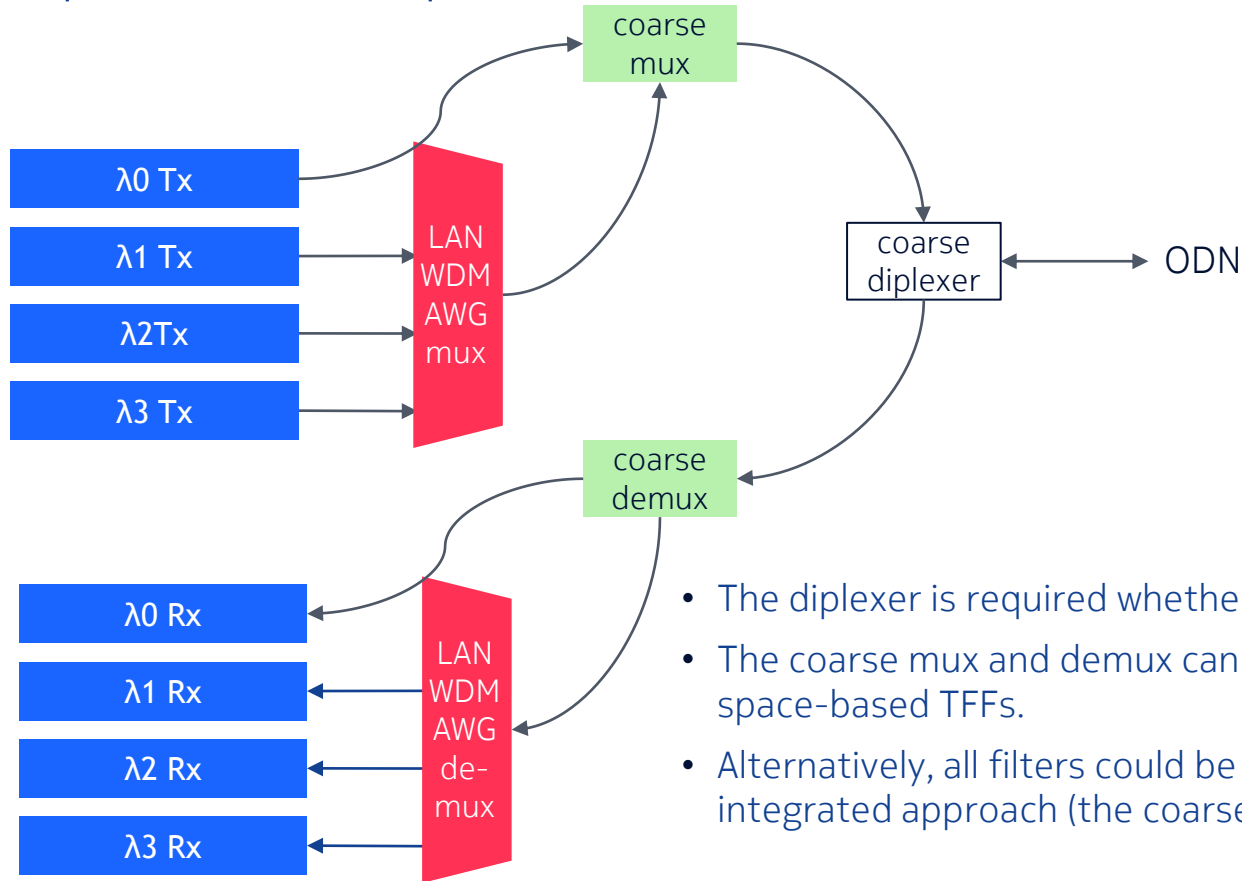 coarse
mux
λ0 Tx
λ1 Tx
λ2Tx
λ3 Tx
LAN
WDM
AWG
mux
coarse
diplexer
ODN
coarse
demux
λ0 Rx
λ1 Rx
λ2 Rx
λ3 Rx
LAN
WDM
AWG
de-
mux
• The diplexer is required whethe
• The coarse mux and demux can
space-based TFFs.
• Alternatively, all filters could be
integrated approach (the coarse